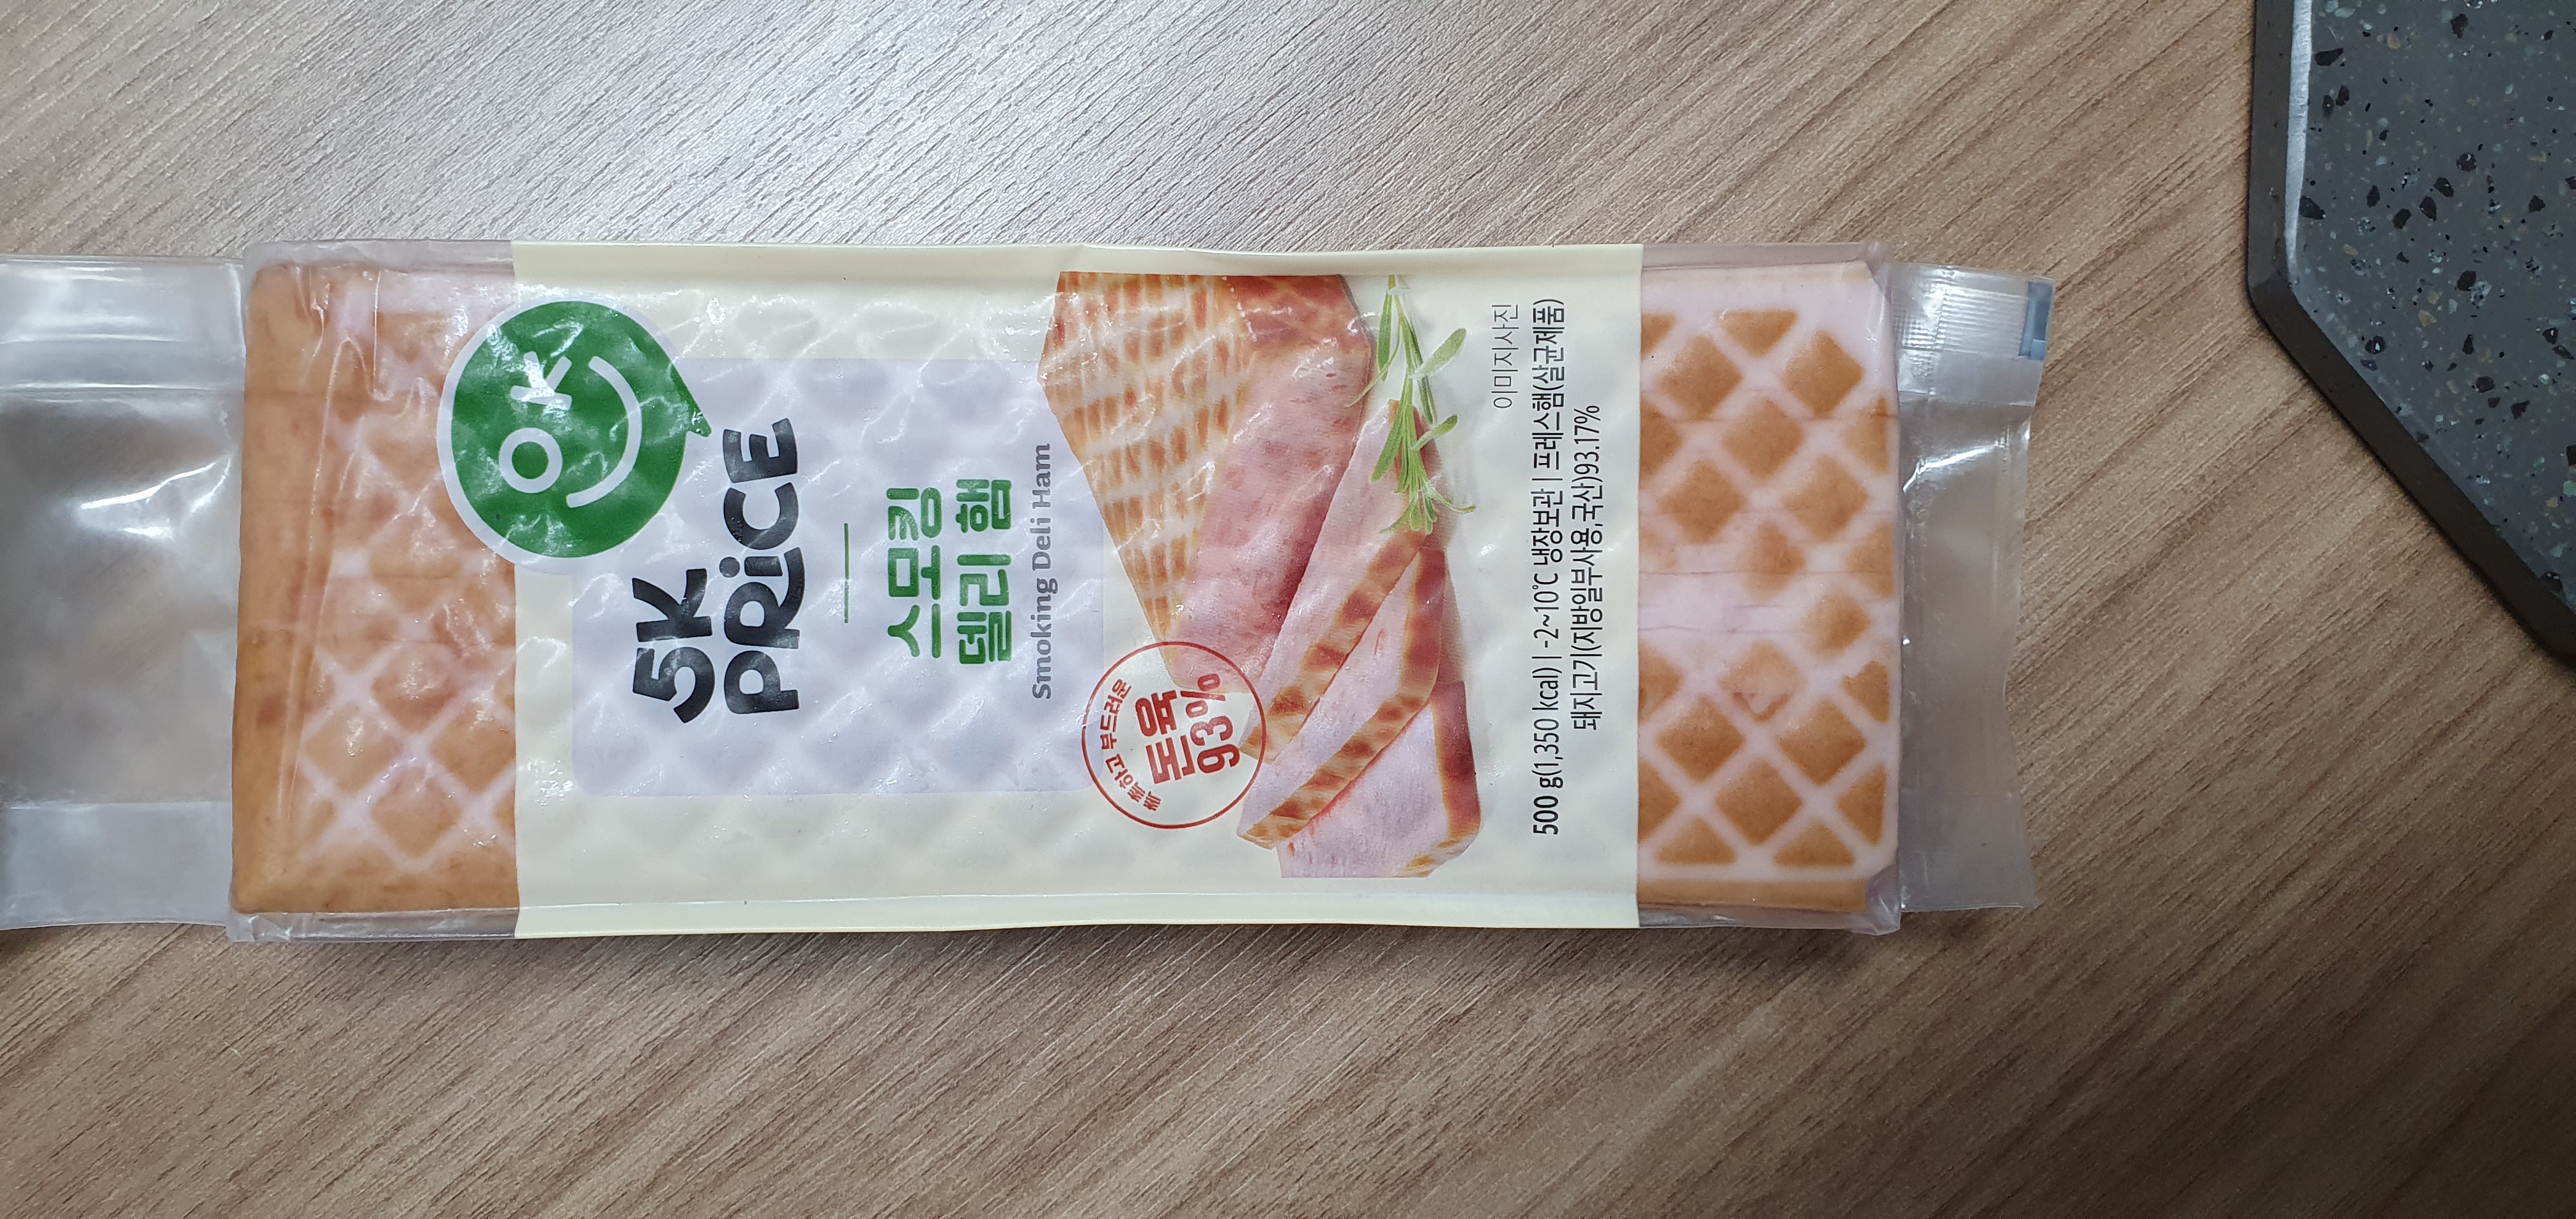 OK
5K
PRiCE
스모킹
델리 햄
Smoking Deli Ham
쫄깃하고 부드러운
돈육
93%
이미지사진
500 g(1,350 kcal) | -2~10℃ 냉장보관 | 프레스햄(살균제품)
돼지고기(지방일부사용,국산)93.17%